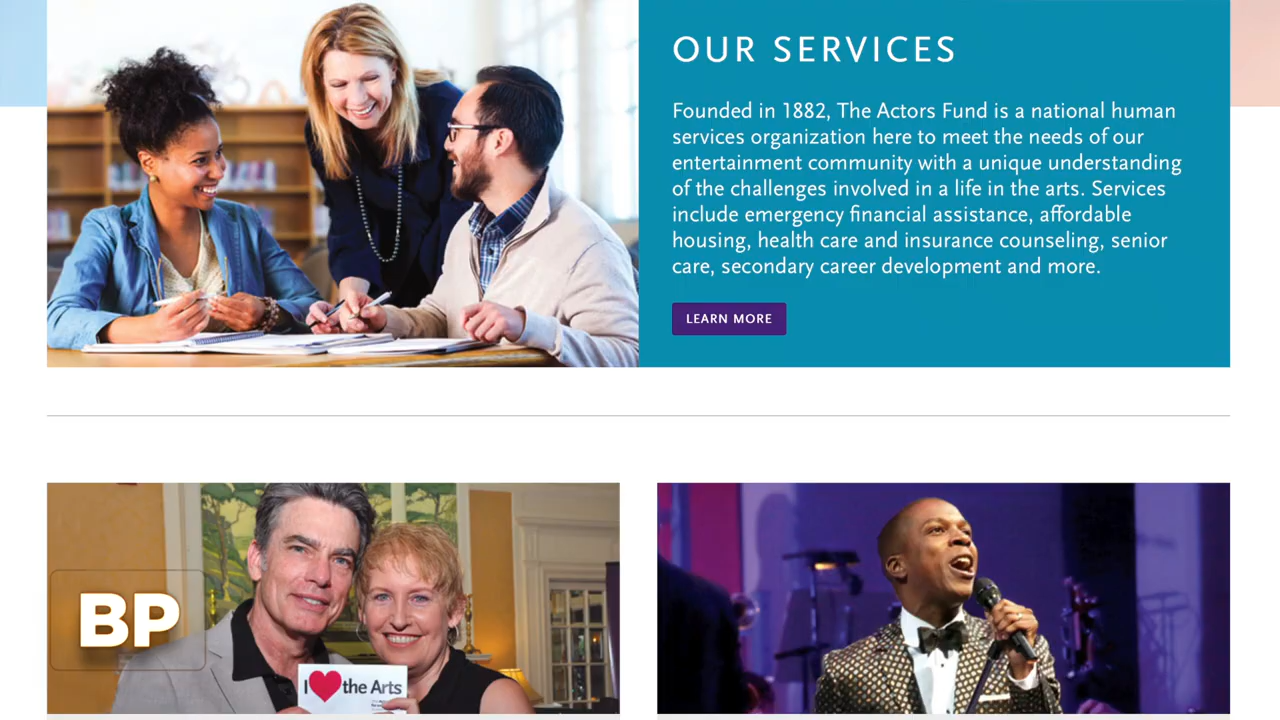 OUR SERVICES
Founded in 1882, The Actors Fund is a national human
services organization here to meet the needs of our
entertainment community with a unique understanding
of the challenges involved in a life in the arts. Services
include emergency financial assistance, affordable
housing, health care and insurance counseling, senior
care, secondary career development and more.
LEARN MORE
BP
I ❤ the Arts